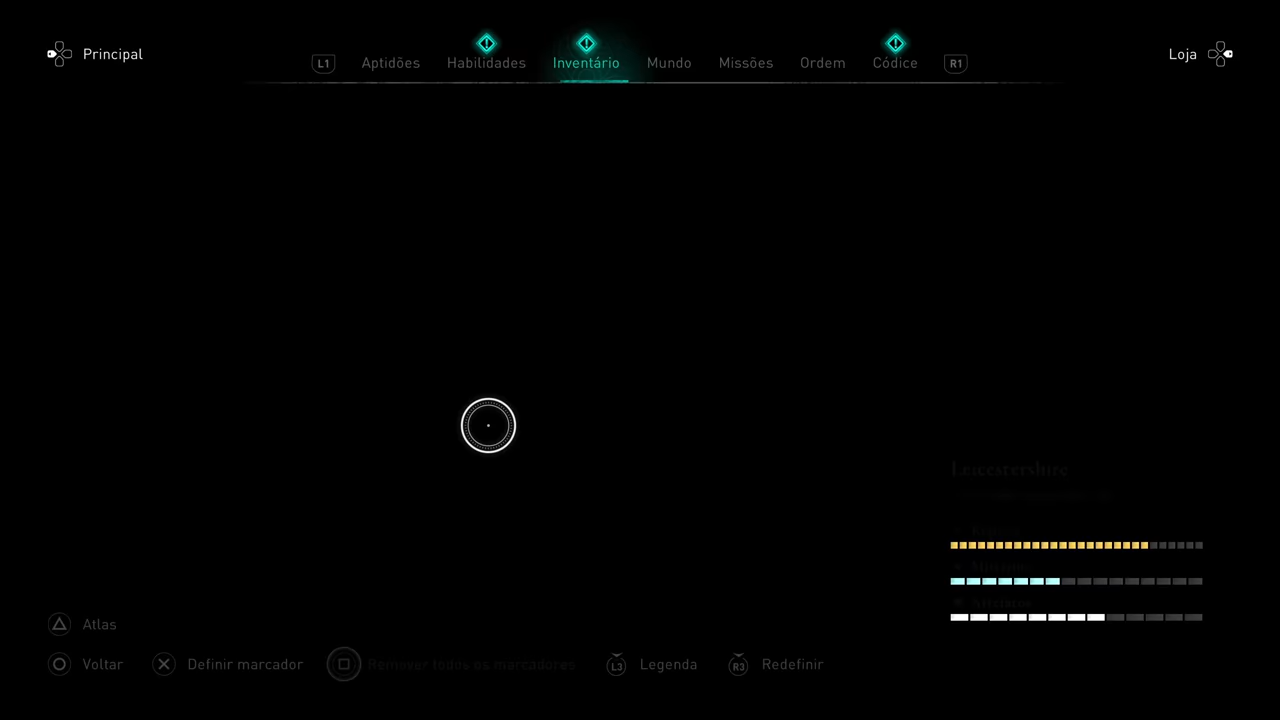 Principal
L1 Aptidões Habilidades Inventário Mundo Missões Ordem Códice R1
Loja
Leicestershire
Atlas
Voltar Definir marcador Remover todos os marcadores L3 Legenda R3 Redefinir